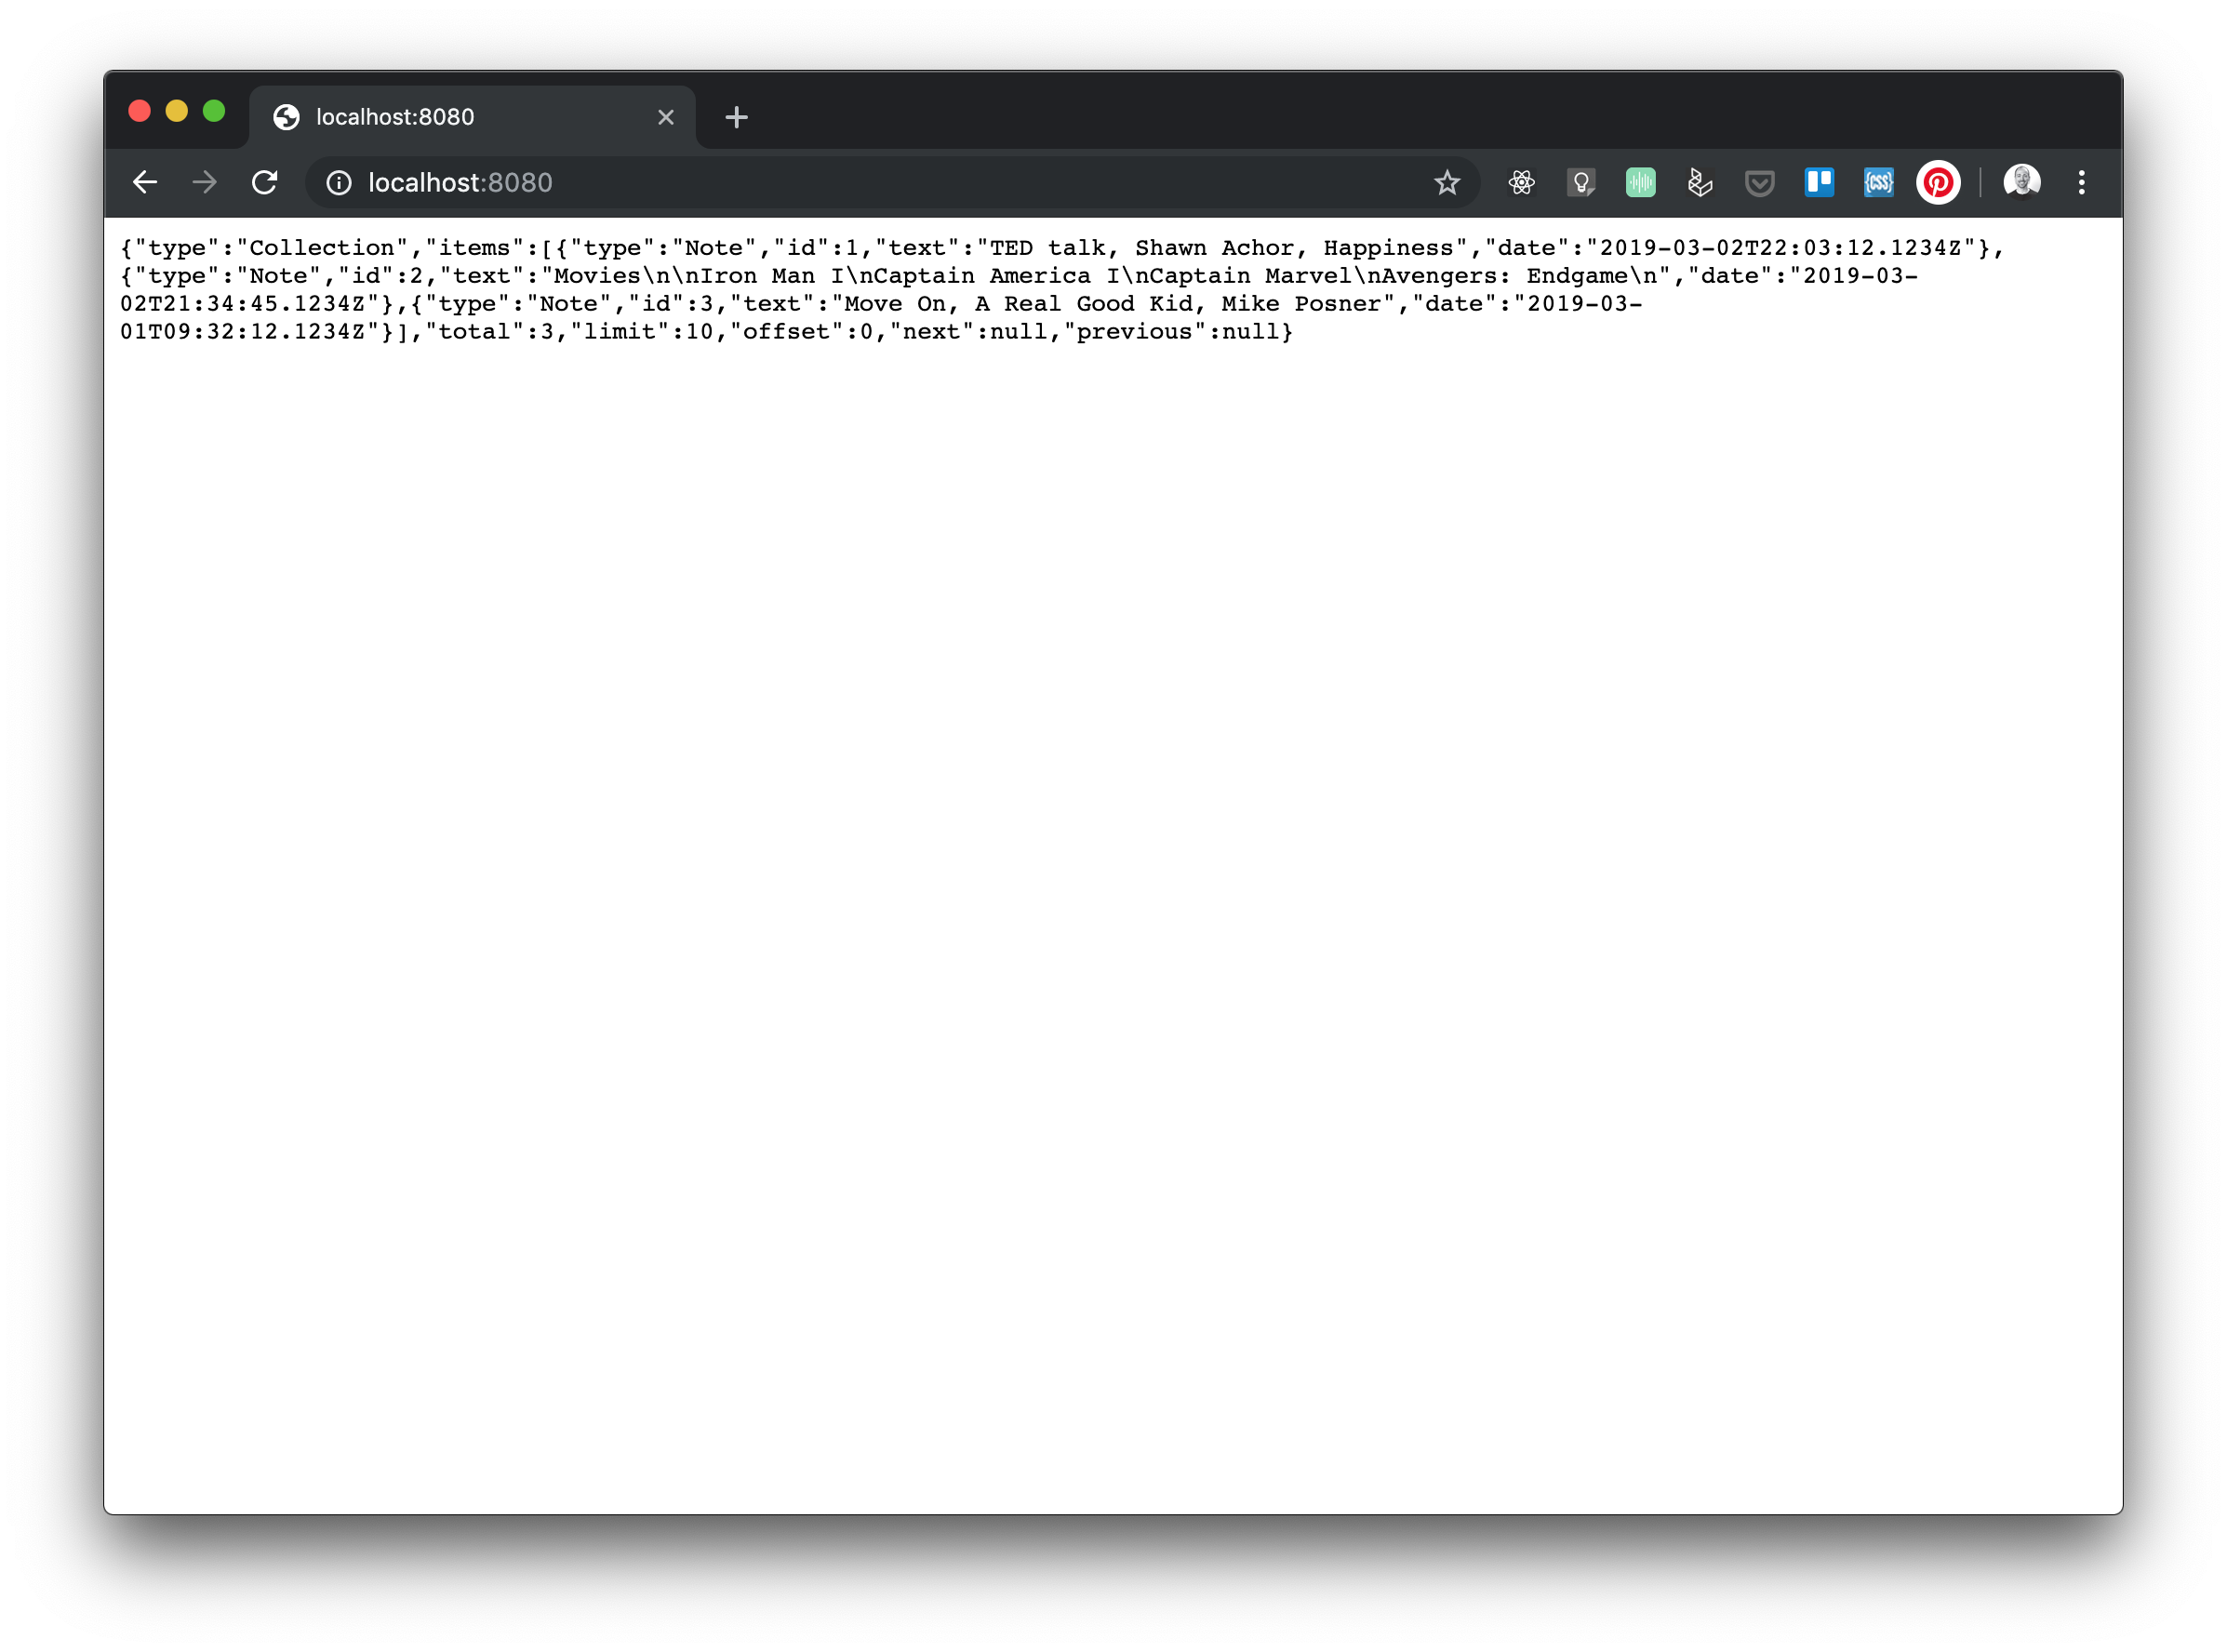 localhost:8080
localhost:8080
{"type":"Collection","items":[{"type":"Note","id":1,"text":"TED talk, Shawn Achor, Happiness","date":"2019-03-02T22:03:12.1234Z"},
{"type":"Note","id":2,"text":"Movies\n\nIron Man I\nCaptain America I\nCaptain Marvel\nAvengers: Endgame\n","date":"2019-03-
02T21:34:45.1234Z"},{"type":"Note","id":3,"text":"Move On, A Real Good Kid, Mike Posner","date":"2019-03-
01T09:32:12.1234Z"}],"total":3,"limit":10,"offset":0,"next":null,"previous":null}
{CSS}